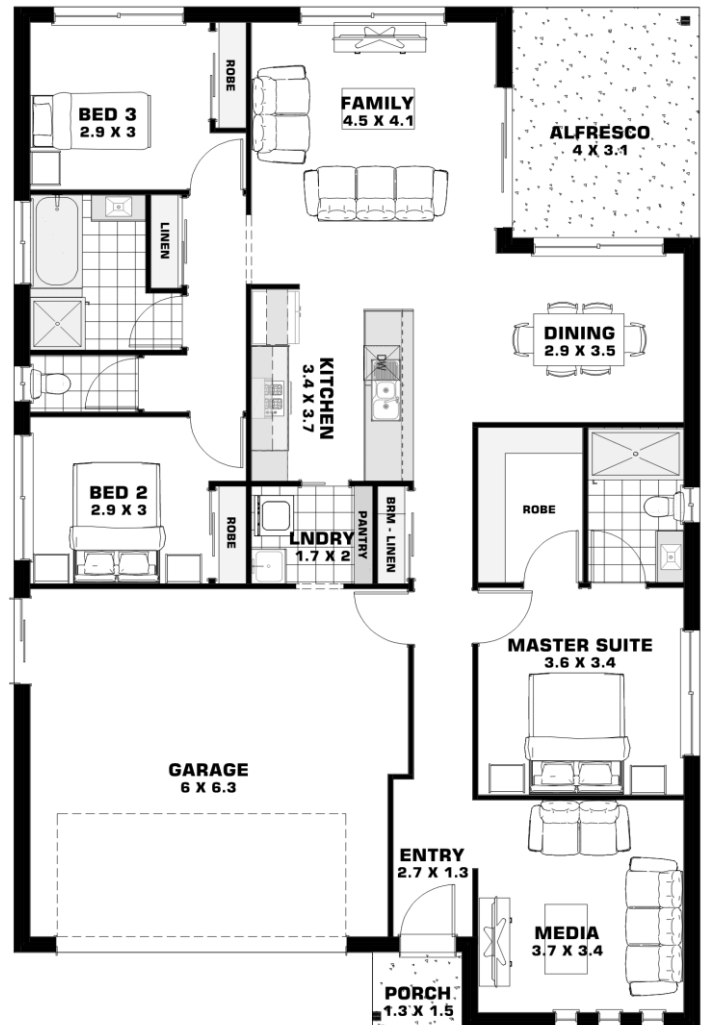 BED 3
2.9 X 3
ROBE
FAMILY
4.5 X 4.1
ALFRESCO
4 X 3.1
LINEN
KITCHEN
3.4 X 3.7
DW
DINING
2.9 X 3.5
BED 2
2.9 X 3
ROBE
LNDRY
1.7 X 2
PANTRY
BRM - LINEN
ROBE
MASTER SUITE
3.6 X 3.4
GARAGE
6 X 6.3
ENTRY
2.7 X 1.3
MEDIA
3.7 X 3.4
PORCH
1.3 X 1.5